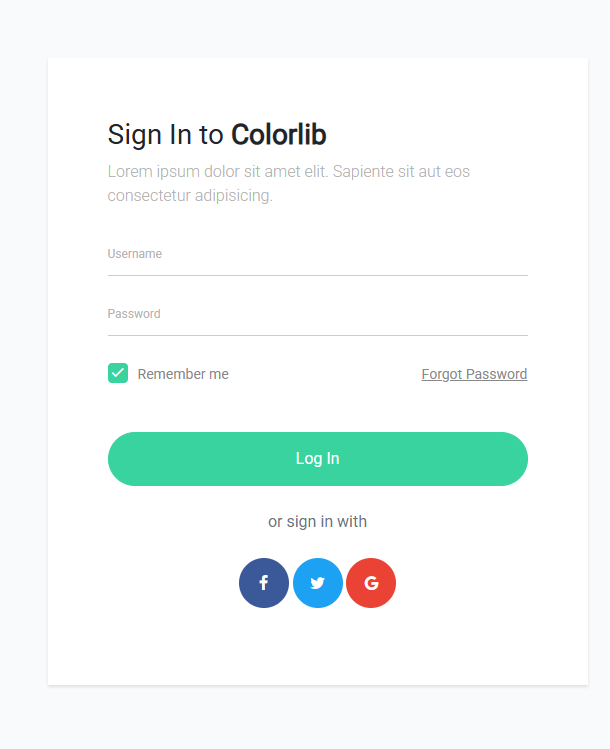 Sign In to Colorlib
Lorem ipsum dolor sit amet elit. Sapiente sit aut eos
consectetur adipisicing.
Username
Password
Remember me Forgot Password
Log In
or sign in with